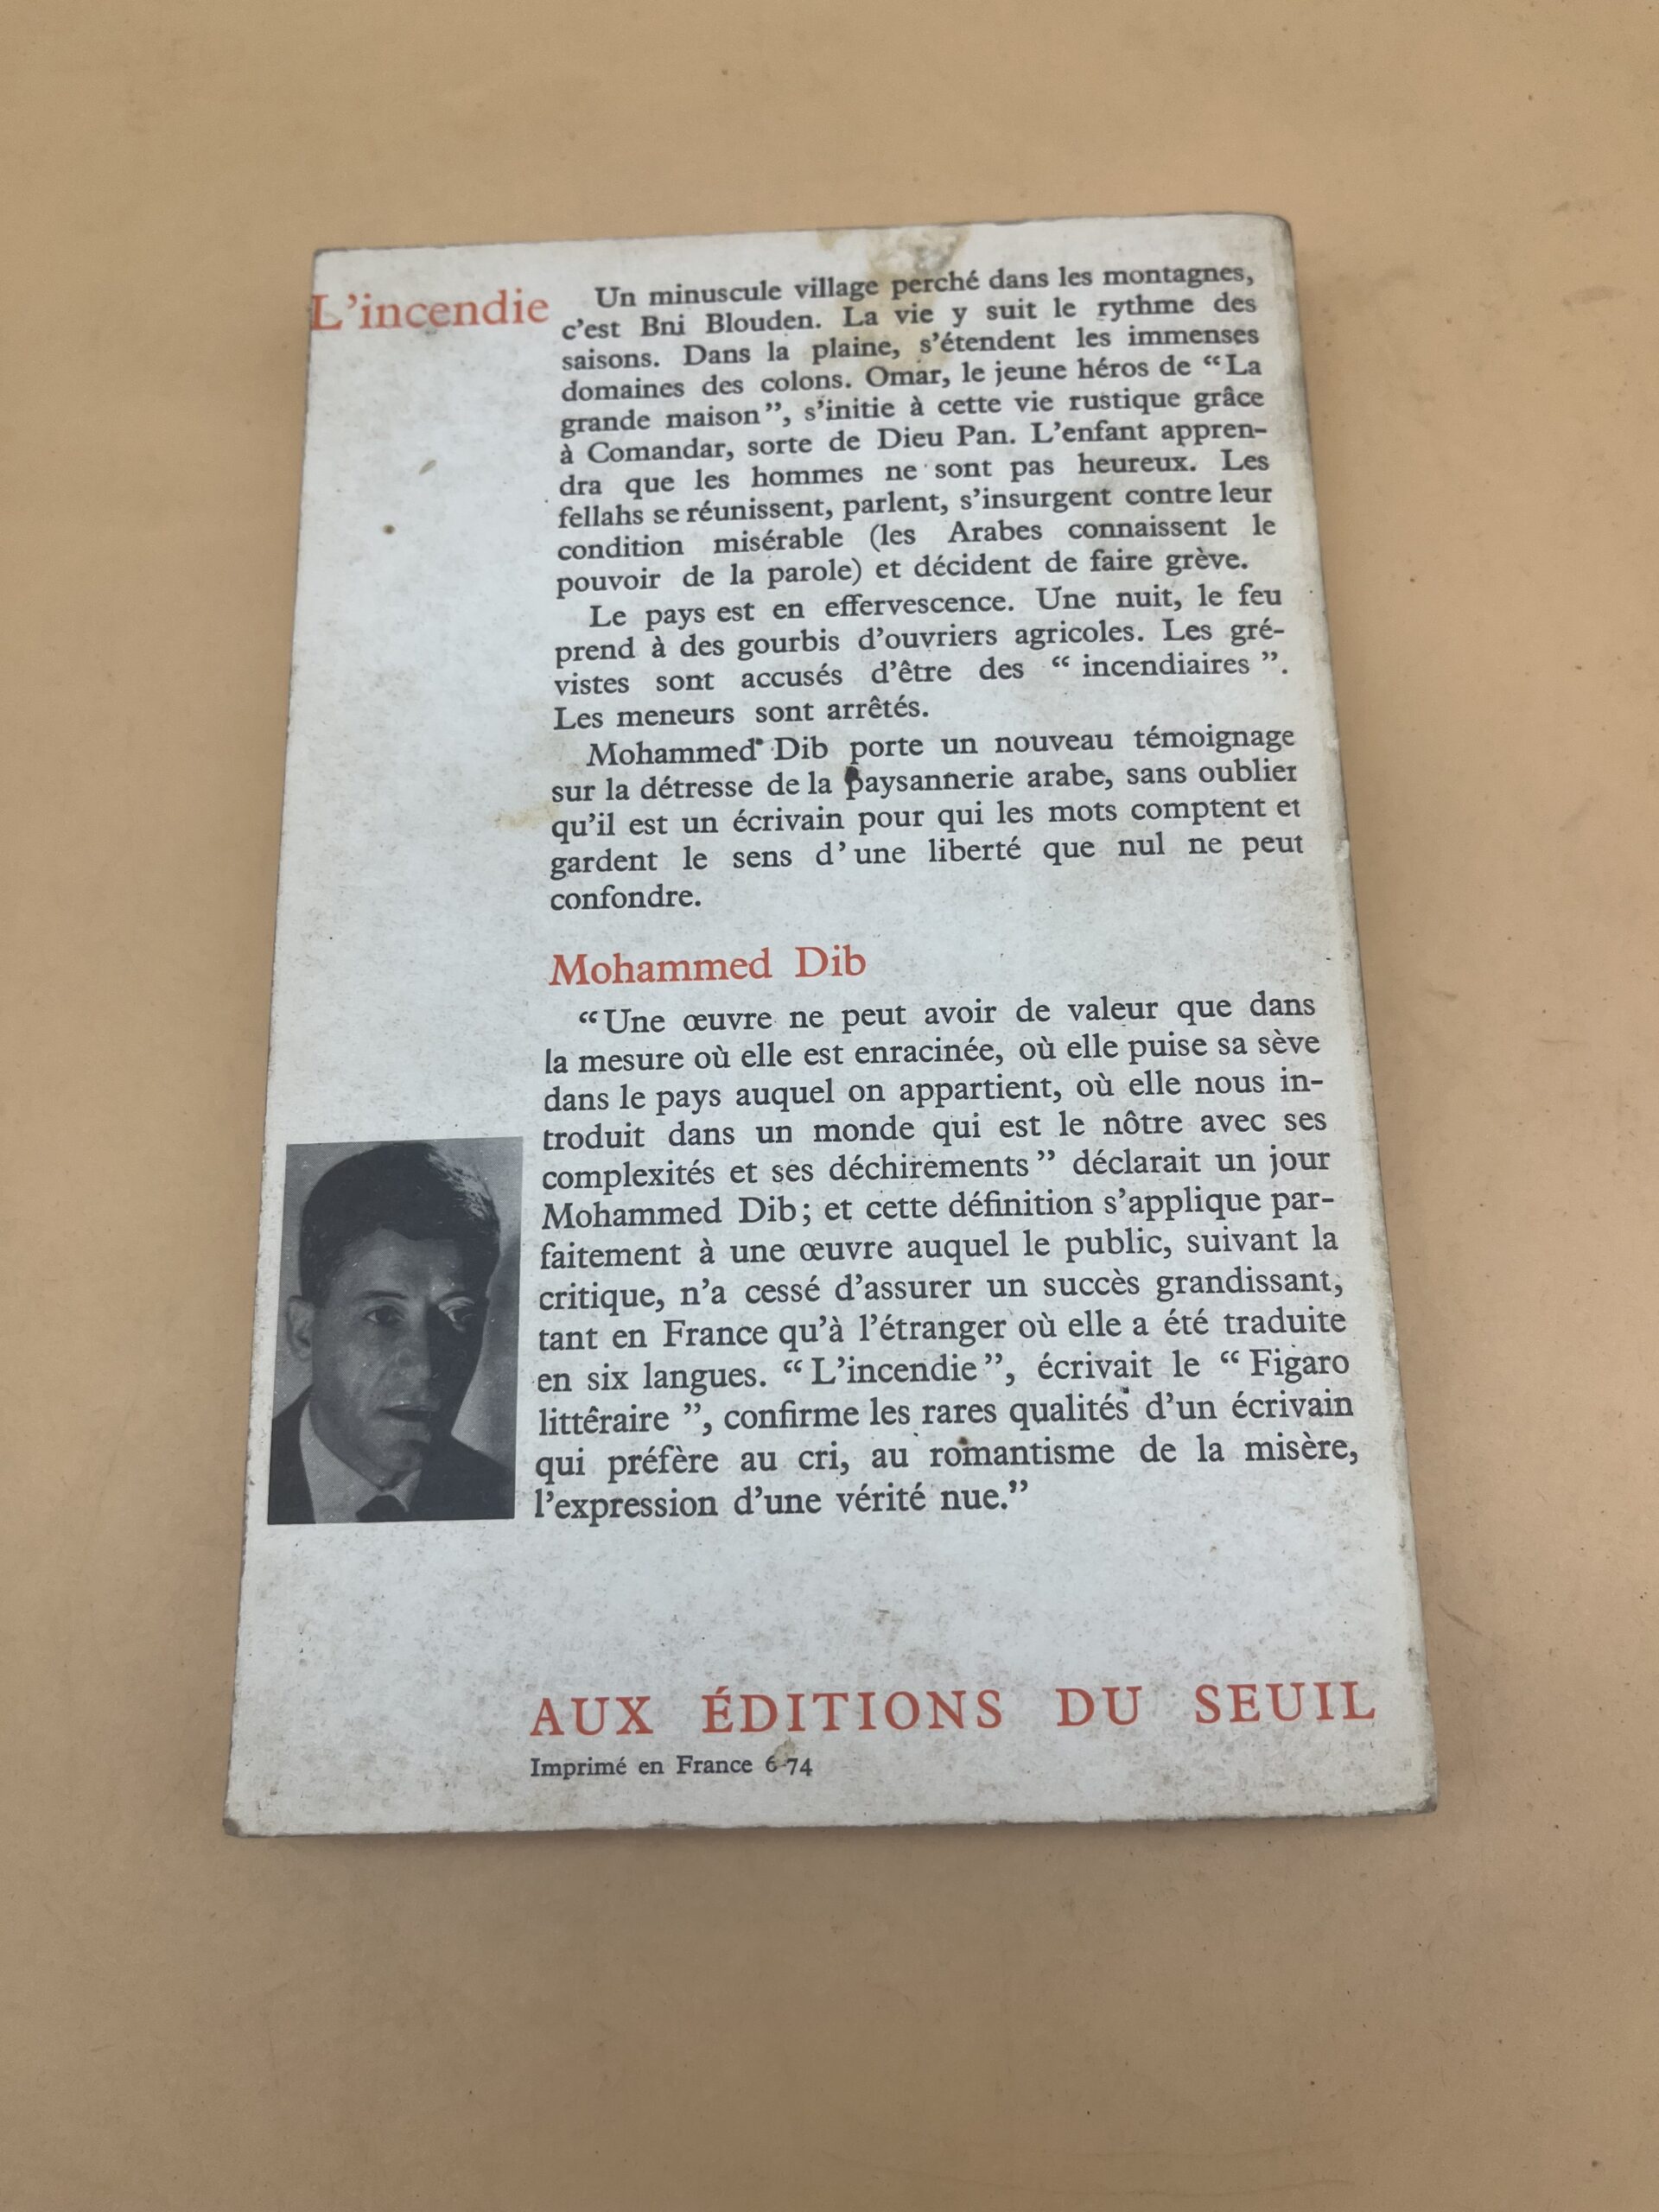 L'incendie
Un minuscule village perché dans les montagnes,
c'est Bni Blouden. La vie y suit le rythme des
saisons. Dans la plaine, s'étendent les immenses
domaines des colons. Omar, le jeune héros de “La
grande maison”, s'initie à cette vie rustique grâce
à Comandar, sorte de Dieu Pan. L'enfant appren-
dra que les hommes ne sont pas heureux. Les
fellahs se réunissent, parlent, s'insurgent contre leur
condition misérable (les Arabes connaissent le
pouvoir de la parole) et décident de faire grève.
Le pays est en effervescence. Une nuit, le feu
prend à des gourbis d'ouvriers agricoles. Les gré-
vistes sont accusés d'être des “ incendiaires ”.
Les meneurs sont arrêtés.
Mohammed Dib porte un nouveau témoignage
sur la détresse de la paysannerie arabe, sans oublier
qu'il est un écrivain pour qui les mots comptent et
gardent le sens d'une liberté que nul ne peut
confondre.
Mohammed Dib
“Une œuvre ne peut avoir de valeur que dans
la mesure où elle est enracinée, où elle puise sa sève
dans le pays auquel on appartient, où elle nous in-
troduit dans un monde qui est le nôtre avec ses
complexités et ses déchirements” déclarait un jour
Mohammed Dib; et cette définition s'applique par-
faitement à une œuvre auquel le public, suivant la
critique, n'a cessé d'assurer un succès grandissant,
tant en France qu'à l'étranger où elle a été traduite
en six langues. “L'incendie”, écrivait le “ Figaro
littêraire ”, confirme les rares qualités d'un écrivain
qui préfère au cri, au romantisme de la misère,
l'expression d'une vérité nue.”
AUX ÉDITIONS DU SEUIL
Imprimé en France 6-74